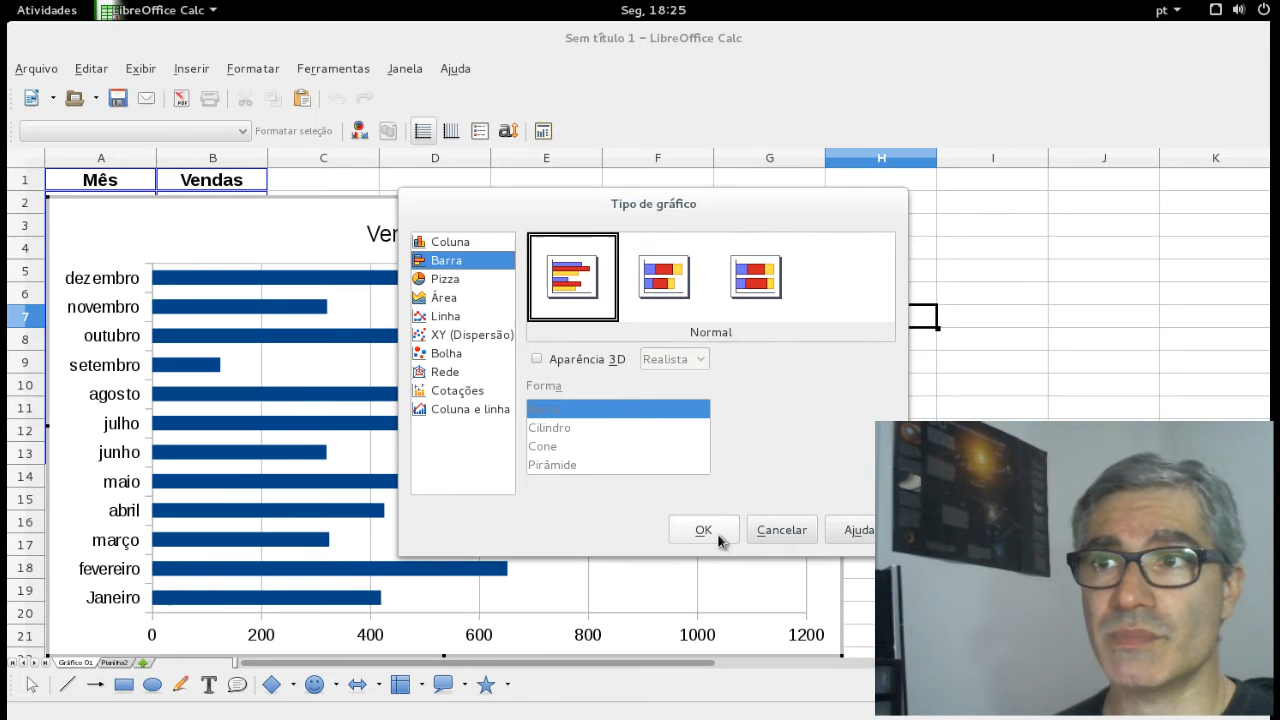 Atividades LibreOffice Calc Seg, 18:25 pt
Sem título 1 – LibreOffice Calc
Arquivo Editar Exibir Inserir Formatar Ferramentas Janela Ajuda
Formatar seleção
A B C D E F G H I J K
1 Mês Vendas
2
3
4
5
6
7
8
9
10
11
12
13
14
15
16
17
18
19
20
21
Ver
dezembro
novembro
outubro
setembro
agosto
julho
junho
maio
abril
março
fevereiro
Janeiro
0 200 400 600 800 1000 1200
Tipo de gráfico
Coluna
Barra
Pizza
Área
Linha
XY (Dispersão)
Bolha
Rede
Cotações
Coluna e linha
Normal
Aparência 3D Realista
Forma
Cilindro
Cone
Pirâmide
OK Cancelar Ajuda
Gráfico 01 Planilha2